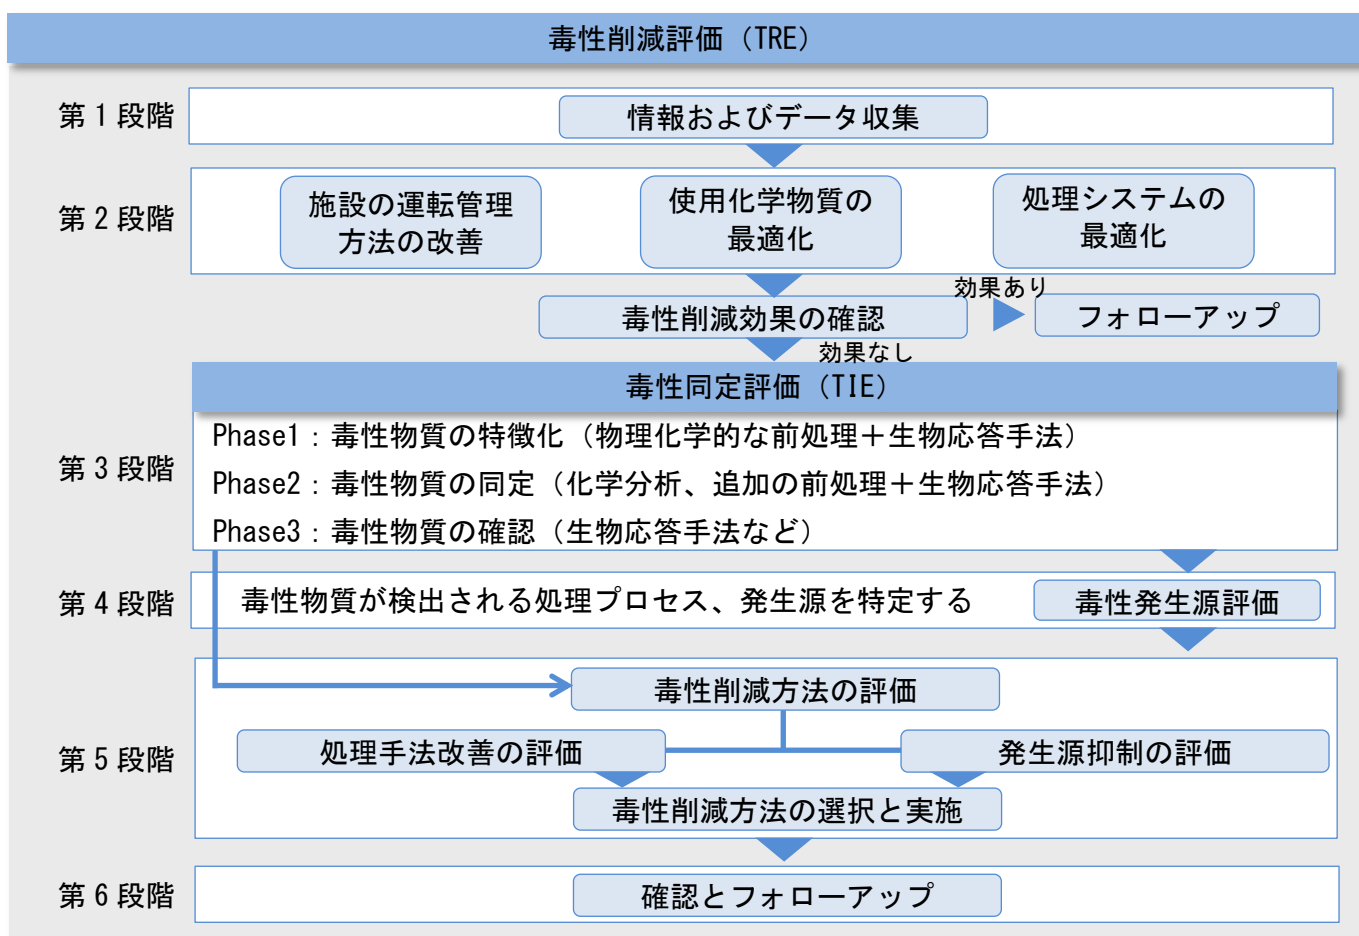 毒性削減評価（TRE）
第1段階
情報およびデータ収集
第2段階
施設の運転管理
方法の改善
使用化学物質の
最適化
処理システムの
最適化
毒性削減効果の確認
効果あり
フォローアップ
効果なし
毒性同定評価（TIE）
第3段階
Phase1：毒性物質の特徴化（物理化学的な前処理＋生物応答手法）
Phase2：毒性物質の同定（化学分析、追加の前処理＋生物応答手法）
Phase3：毒性物質の確認（生物応答手法など）
第4段階
毒性物質が検出される処理プロセス、発生源を特定する
毒性発生源評価
第5段階
毒性削減方法の評価
処理手法改善の評価
発生源抑制の評価
毒性削減方法の選択と実施
第6段階
確認とフォローアップ